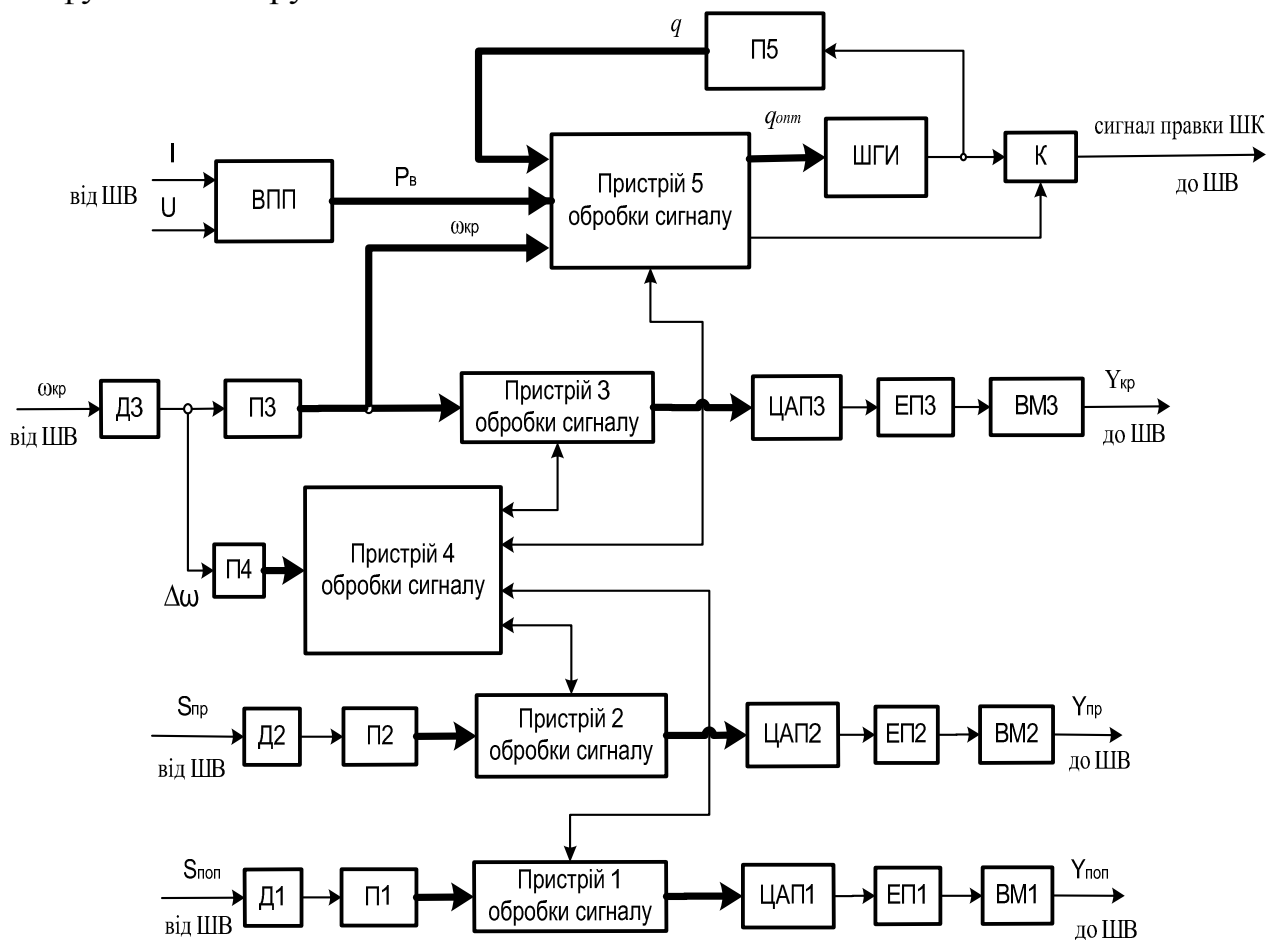 q
П5
qопт
ШГИ
К
сигнал правки ШК
до ШВ
I
від ШВ
U
ВПП
Pв
ωкр
Пристрій 5
обробки сигналу
ωкр
від ШВ
Д3
П3
Пристрій 3
обробки сигналу
ЦАП3
ЕП3
ВМ3
Yкр
до ШВ
П4
Δω
Пристрій 4
обробки сигналу
Sпр
від ШВ
Д2
П2
Пристрій 2
обробки сигналу
ЦАП2
ЕП2
ВМ2
Yпр
до ШВ
Sпоп
від ШВ
Д1
П1
Пристрій 1
обробки сигналу
ЦАП1
ЕП1
ВМ1
Yпоп
до ШВ